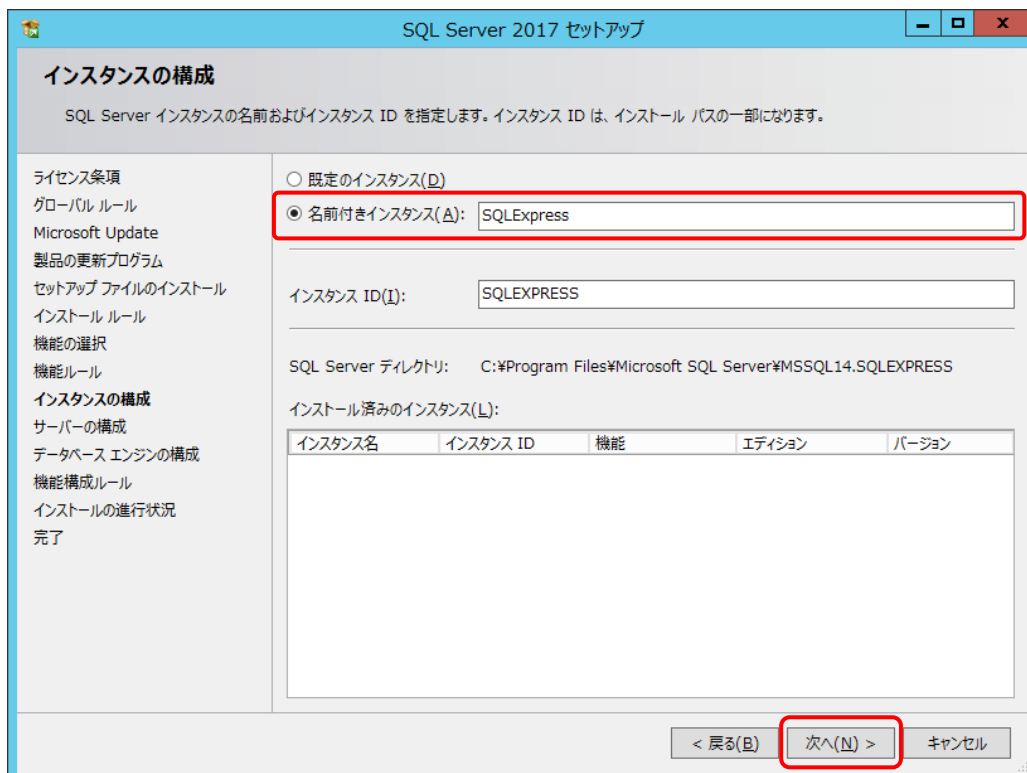 SQL Server 2017 セットアップ
インスタンスの構成
SQL Server インスタンスの名前およびインスタンス ID を指定します。インスタンス ID は、インストール パスの一部になります。
ライセンス条項
グローバル ルール
Microsoft Update
製品の更新プログラム
セットアップ ファイルのインストール
インストール ルール
機能の選択
機能ルール
インスタンスの構成
サーバーの構成
データベース エンジンの構成
機能構成ルール
インストールの進行状況
完了
既定のインスタンス(D)
名前付きインスタンス(A): SQLExpress
インスタンス ID(I): SQLEXPRESS
SQL Server ディレクトリ: C:¥Program Files¥Microsoft SQL Server¥MSSQL14.SQLEXPRESS
インストール済みのインスタンス(L):
インスタンス名 インスタンス ID 機能 エディション バージョン
< 戻る(B) 次へ(N) > キャンセル